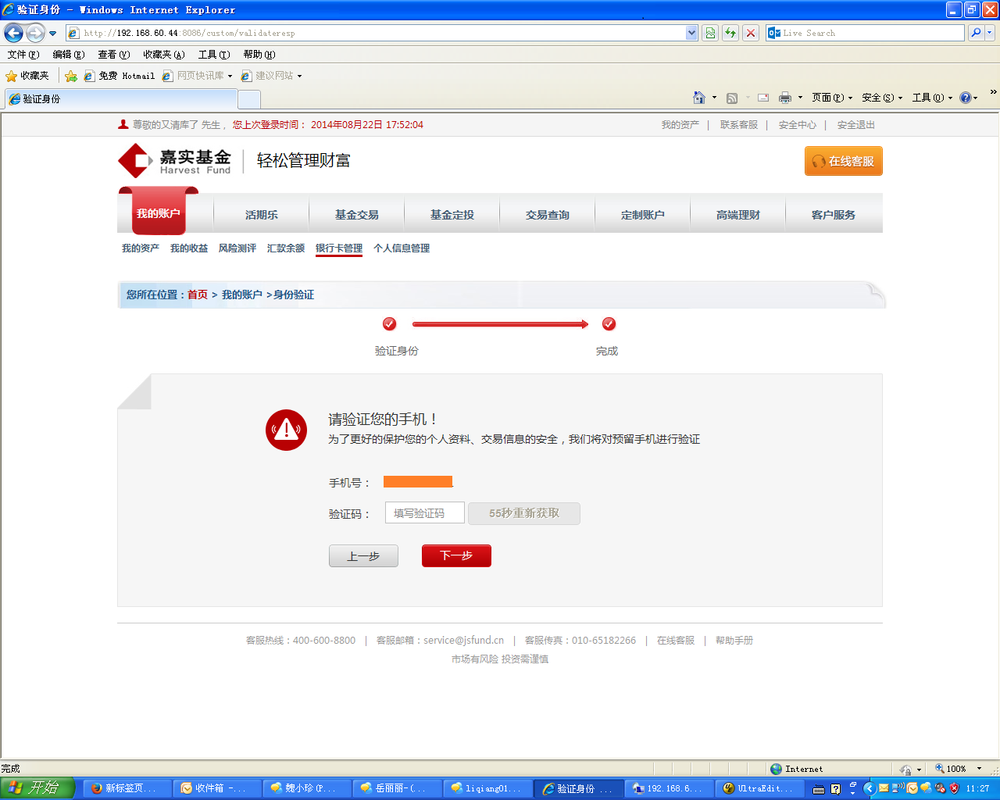 验证身份 - Windows Internet Explorer
http://192.168.60.44:8086/custom/validateresp
Live Search
文件(F) 编辑(E) 查看(V) 收藏夹(A) 工具(T) 帮助(H)
收藏夹 免费 Hotmail 网页快讯库 建议网站
验证身份
页面(P) 安全(S) 工具(O) »
尊敬的又清库了 先生， 您上次登录时间： 2014年08月22日 17:52:04
我的资产 | 联系客服 | 安全中心 | 安全退出
嘉实基金 轻松管理财富
Harvest Fund
在线客服
我的账户 活期乐 基金交易 基金定投 交易查询 定制账户 高端理财 客户服务
我的资产 我的收益 风险测评 汇款余额 银行卡管理 个人信息管理
您所在位置：首页 > 我的账户 >身份验证
验证身份 完成
请验证您的手机！
为了更好的保护您的个人资料、交易信息的安全，我们将对预留手机进行验证
手机号：
验证码： 填写验证码 55秒重新获取
上一步 下一步
客服热线：400-600-8800 | 客服邮箱：service@jsfund.cn | 客服传真：010-65182266 | 在线客服 | 帮助手册
市场有风险 投资需谨慎
完成 Internet 100%
开始 新标签页... 收件箱 -... 魏小珍 (P... 岳丽丽-(... liqiang01... 验证身份 ... 192.168.6... UltraEdit... 11:27